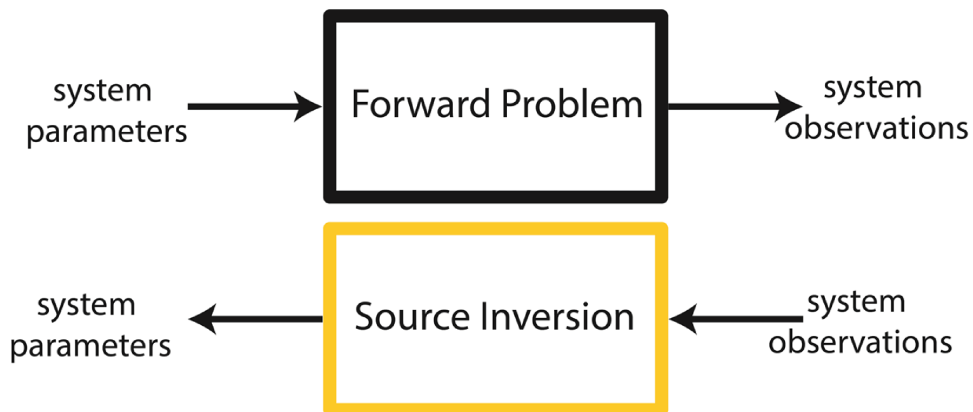 system
parameters
Forward Problem
system
observations
system
parameters
Source Inversion
system
observations